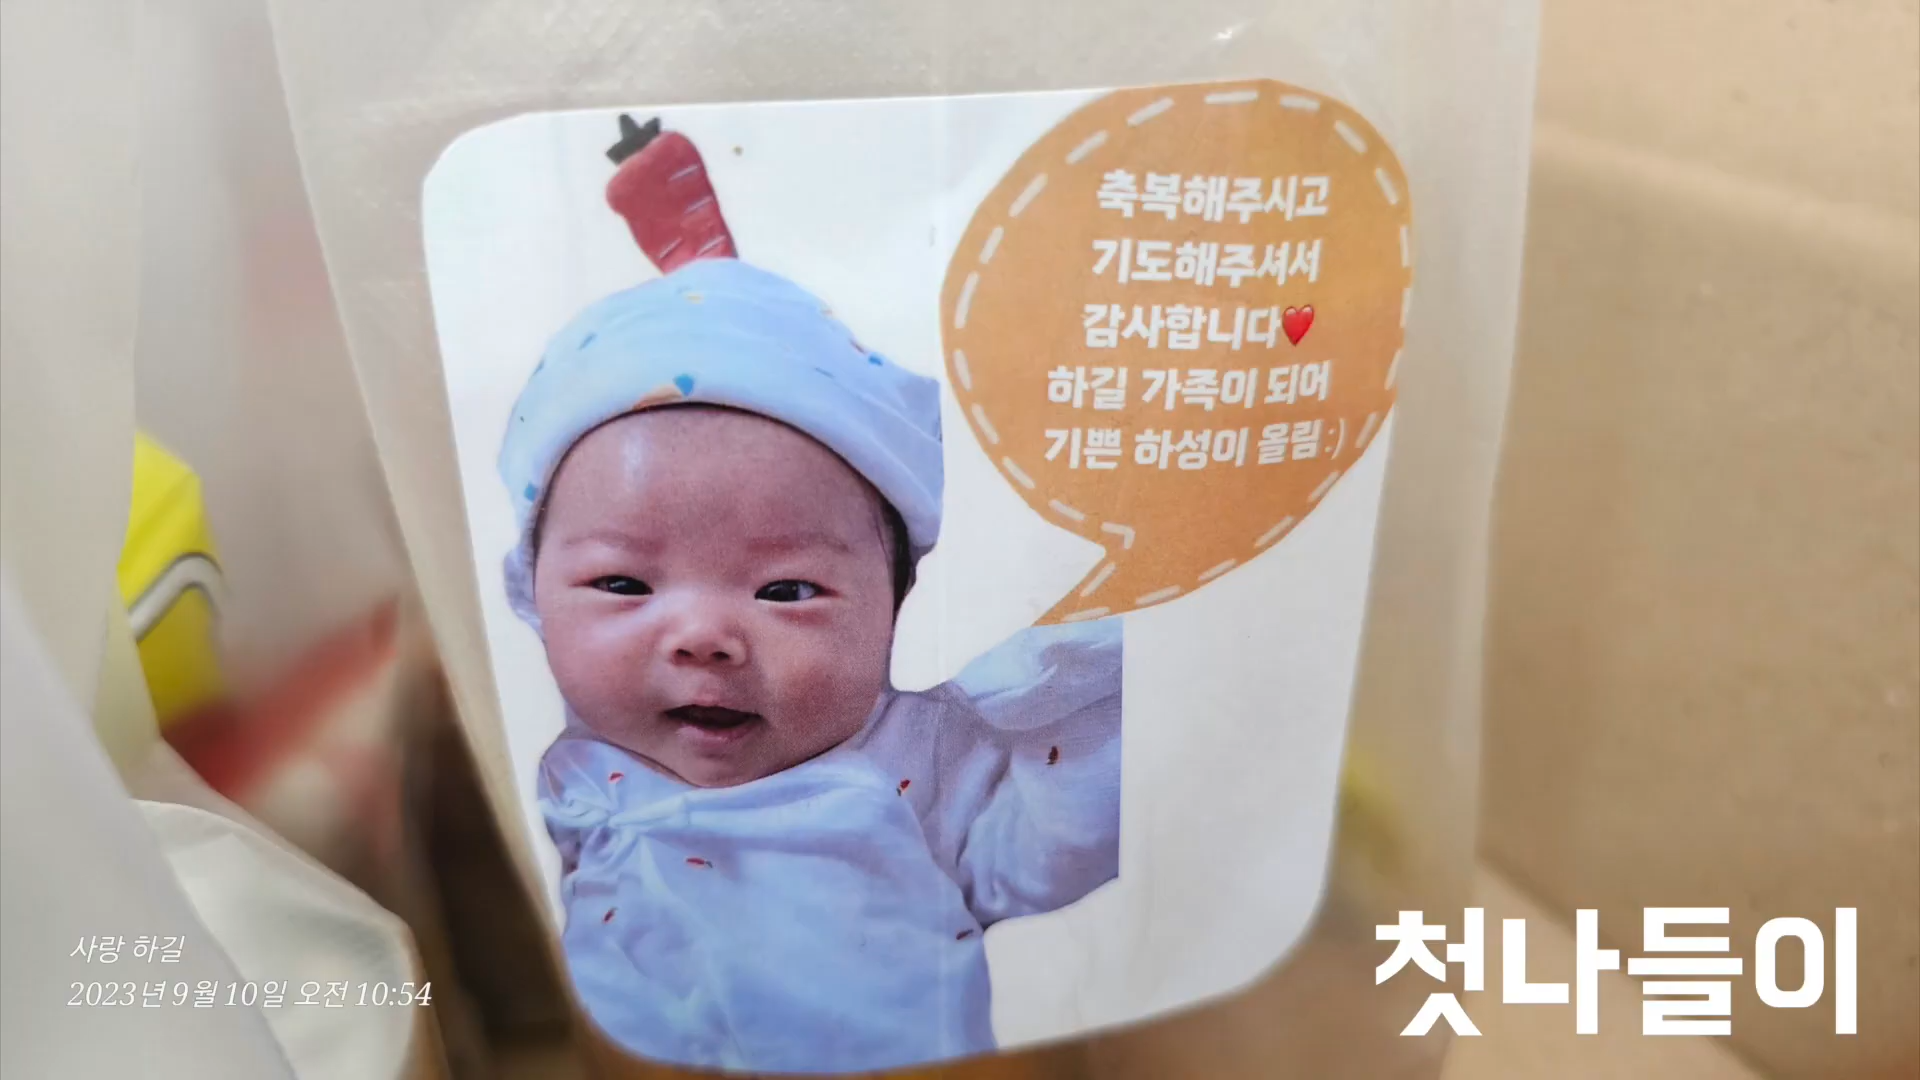 축복해주시고
기도해주셔서
감사합니다❤️
하길 가족이 되어
기쁜 하성이 올림:)
사랑 하길
2023년 9월 10일 오전 10:54
첫나들이